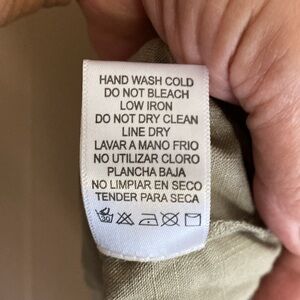 HAND WASH COLD
DO NOT BLEACH
LOW IRON
DO NOT DRY CLEAN
LINE DRY
LAVAR A MANO FRIO
NO UTILIZAR CLORO
PLANCHA BAJA
NO LIMPIAR EN SECO
TENDER PARA SECA
30